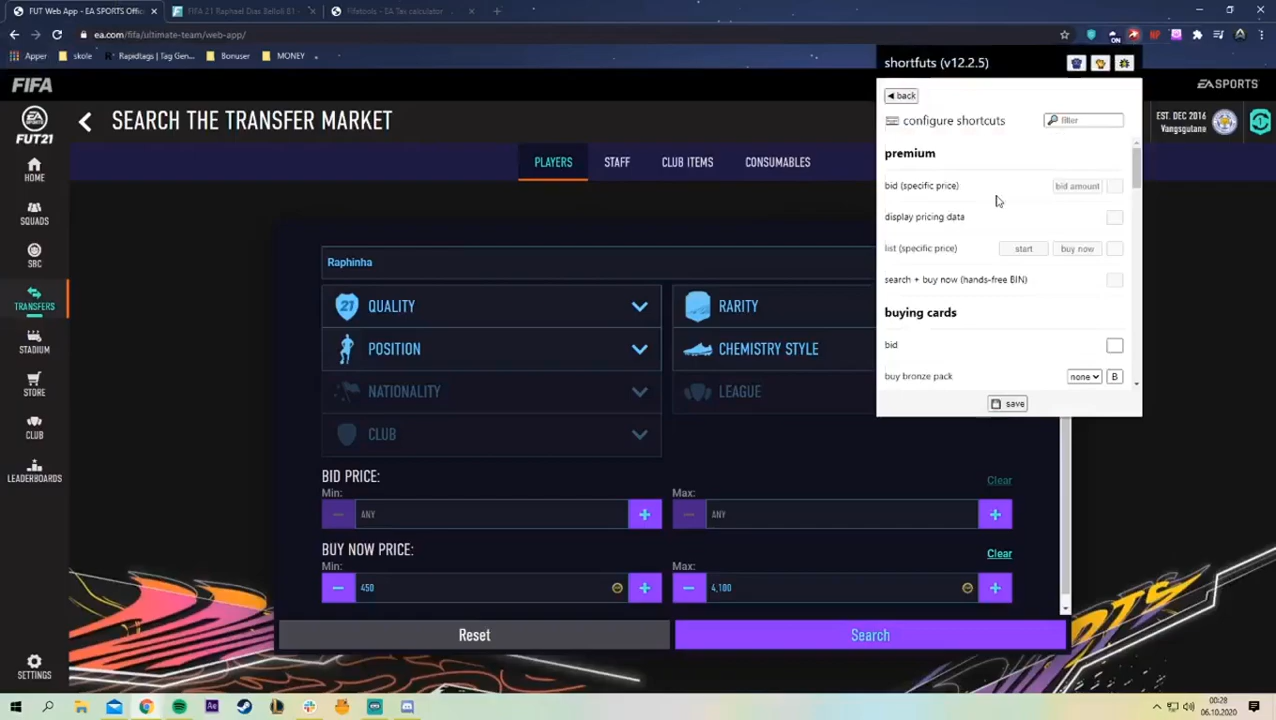 FUT Web App - EA SPORTS Offic
FIFA 21 Raphael Dias Belloli 81 -
Fifatools - EA Tax calculator
ea.com/fifa/ultimate-team/web-app/
ON
Apper
skole
Rapidtags | Tag Gen...
Bonuser
MONEY
shortfuts (v12.2.5)
FIFA
EA SPORTS
FUT21
SEARCH THE TRANSFER MARKET
EST. DEC 2016
Vangsgutane
back
configure shortcuts
filter
HOME
SQUADS
SBC
TRANSFERS
STADIUM
STORE
CLUB
LEADERBOARDS
SETTINGS
PLAYERS
STAFF
CLUB ITEMS
CONSUMABLES
premium
bid (specific price)
bid amount
display pricing data
list (specific price)
start
buy now
search + buy now (hands-free BIN)
buying cards
bid
buy bronze pack
none
B
save
Raphinha
21
QUALITY
RARITY
POSITION
CHEMISTRY STYLE
NATIONALITY
LEAGUE
CLUB
BID PRICE:
Clear
Min:
Max:
ANY
ANY
BUY NOW PRICE:
Clear
Min:
Max:
450
4,100
Reset
Search
Ae
00:28
06.10.2020